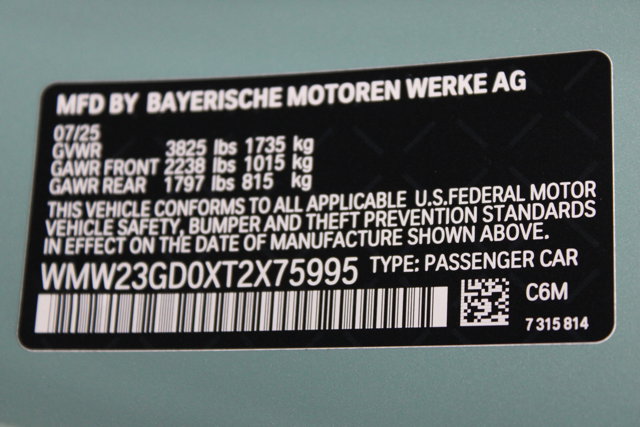 MFD BY BAYERISCHE MOTOREN WERKE AG
07/25
GVWR 3825 lbs 1735 kg
GAWR FRONT 2238 lbs 1015 kg
GAWR REAR 1797 lbs 815 kg
THIS VEHICLE CONFORMS TO ALL APPLICABLE U.S.FEDERAL MOTOR
VEHICLE SAFETY, BUMPER AND THEFT PREVENTION STANDARDS
IN EFFECT ON THE DATE OF MANUFACTURE SHOWN ABOVE.
WMW23GD0XT2X75995 TYPE: PASSENGER CAR
C6M
7 315 814